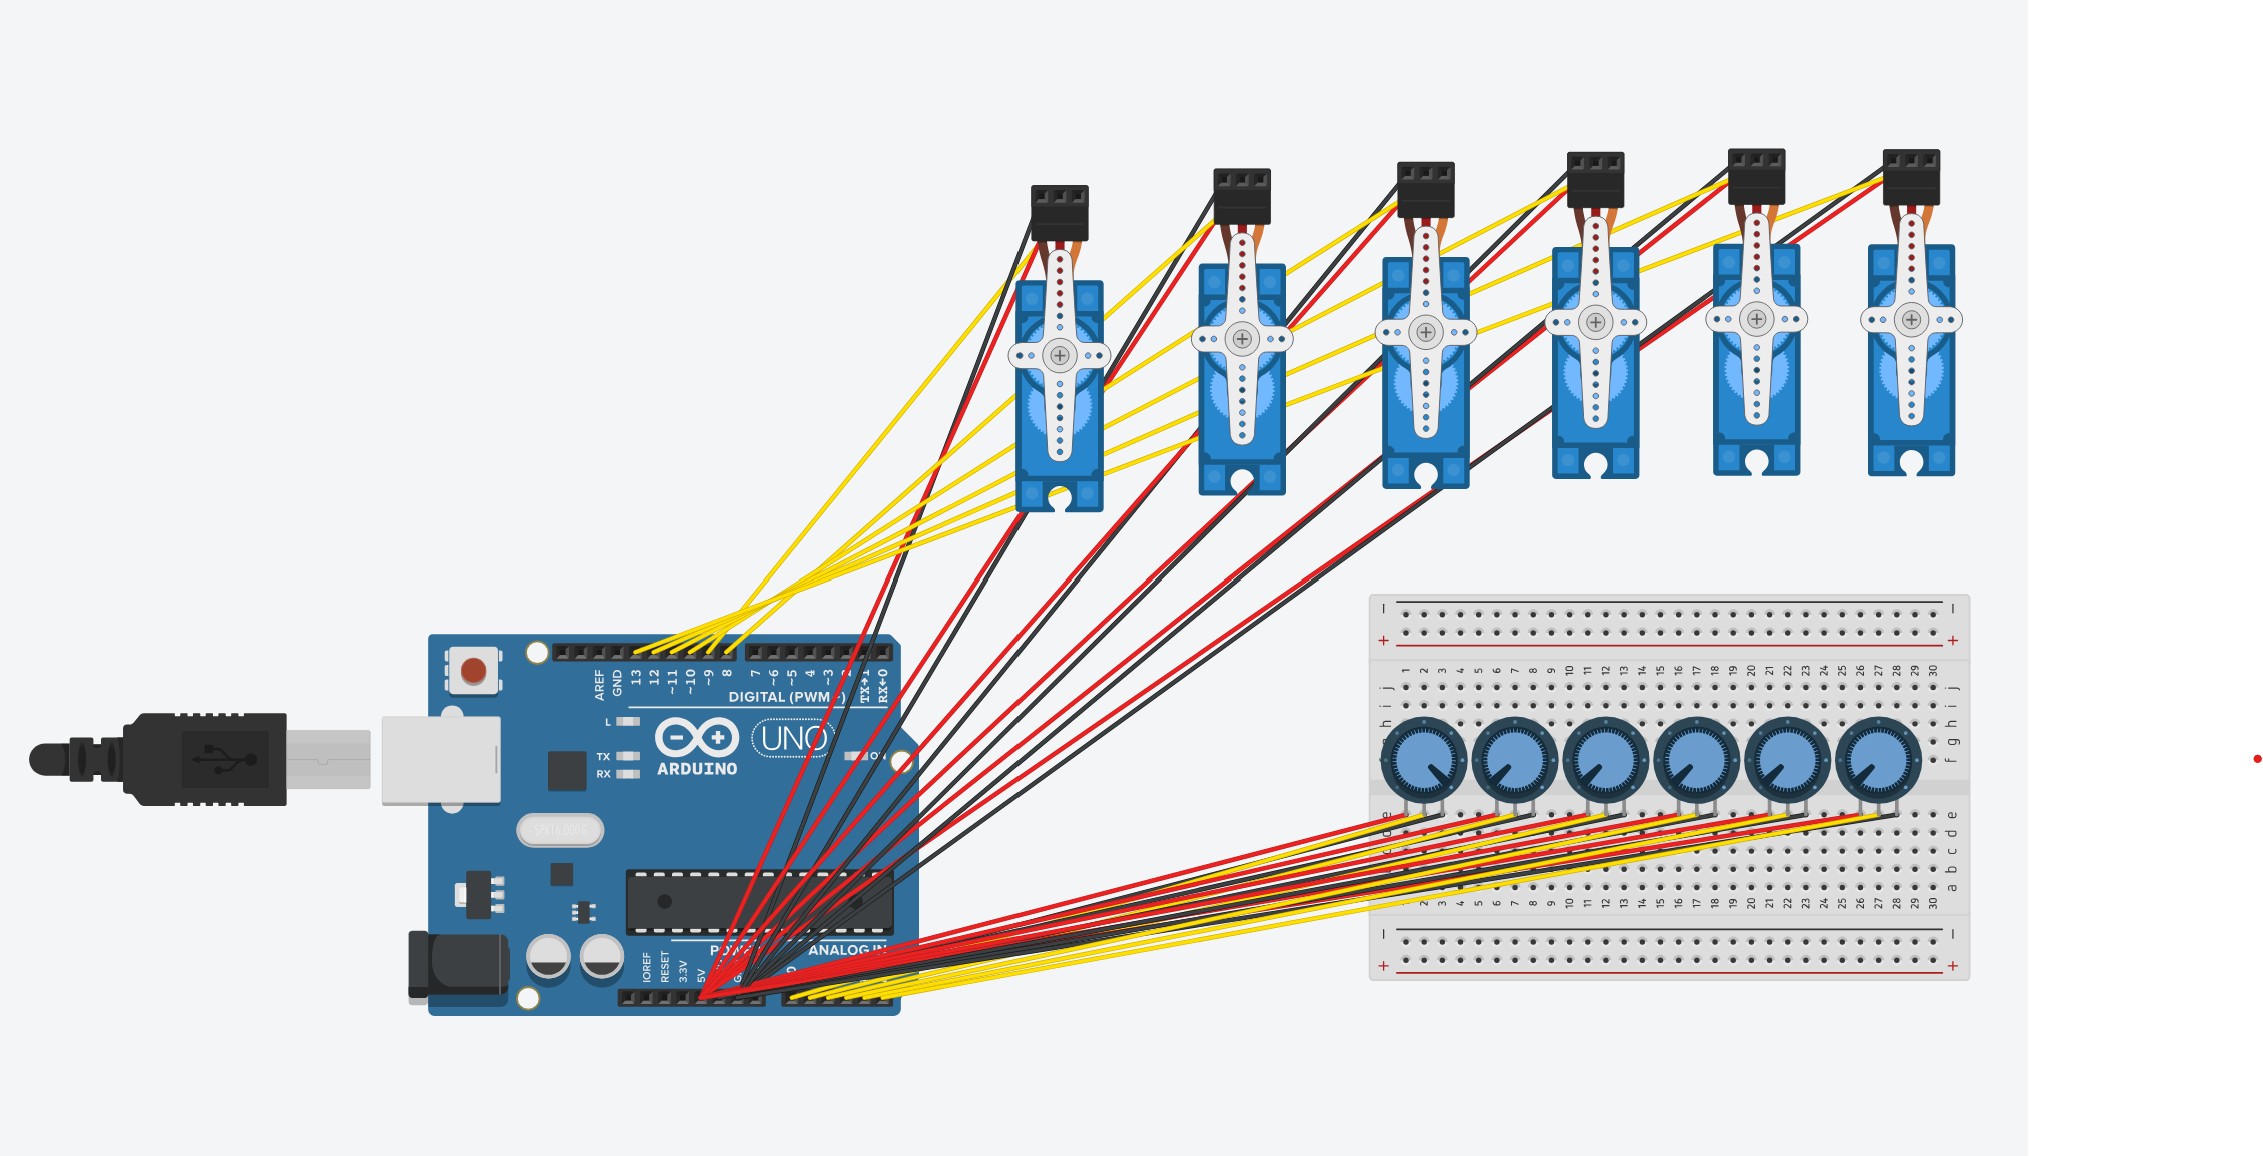 AREF
GND
13
12
~11
~10
~9
8
7
~6
~5
4
~3
2
TX→1
RX←0
DIGITAL (PWM~)
L
TX
RX
ARDUINO
UNO
ON
SPK16.000G
IOREF
RESET
3.3V
5V
POWER
ANALOG IN
1 2 3 4 5 6 7 8 9 10 11 12 13 14 15 16 17 18 19 20 21 22 23 24 25 26 27 28 29 30
j
i
h
g
f
e
d
c
b
a
2 3 4 5 6 7 8 9 10 11 12 13 14 15 16 17 18 19 20 21 22 23 24 25 26 27 28 29 30